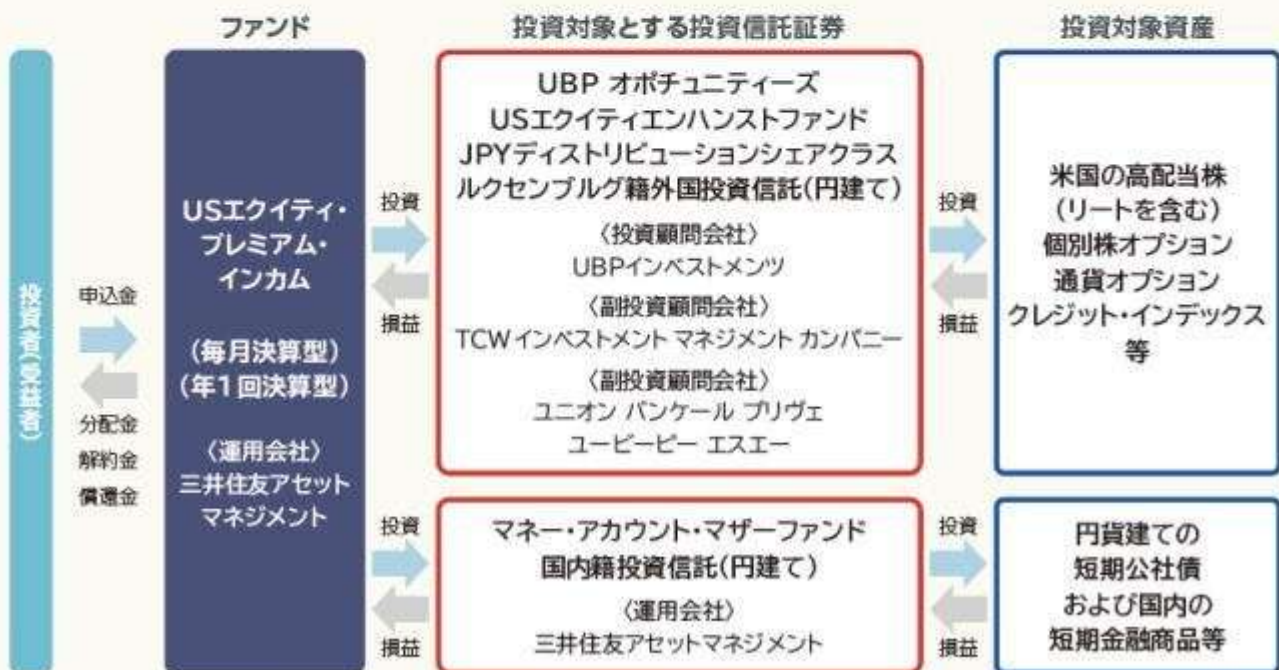 ファンド
投資対象とする投資信託証券
投資対象資産
投資者(受益者)
申込金
分配金
解約金
償還金
USエクイティ・
プレミアム・
インカム
(毎月決算型)
(年1回決算型)
〈運用会社〉
三井住友アセット
マネジメント
投資
損益
UBP オポチュニティーズ
USエクイティエンハンストファンド
JPYディストリビューションシェアクラス
ルクセンブルグ籍外国投資信託(円建て)
〈投資顧問会社〉
UBPインベストメンツ
〈副投資顧問会社〉
TCW インベストメント マネジメント カンパニー
〈副投資顧問会社〉
ユニオン バンケール プリヴェ
ユービーピー エスエー
投資
損益
米国の高配当株
(リートを含む)
個別株オプション
通貨オプション
クレジット・インデックス
等
投資
損益
マネー・アカウント・マザーファンド
国内籍投資信託(円建て)
〈運用会社〉
三井住友アセットマネジメント
投資
損益
円貨建ての
短期公社債
および国内の
短期金融商品等